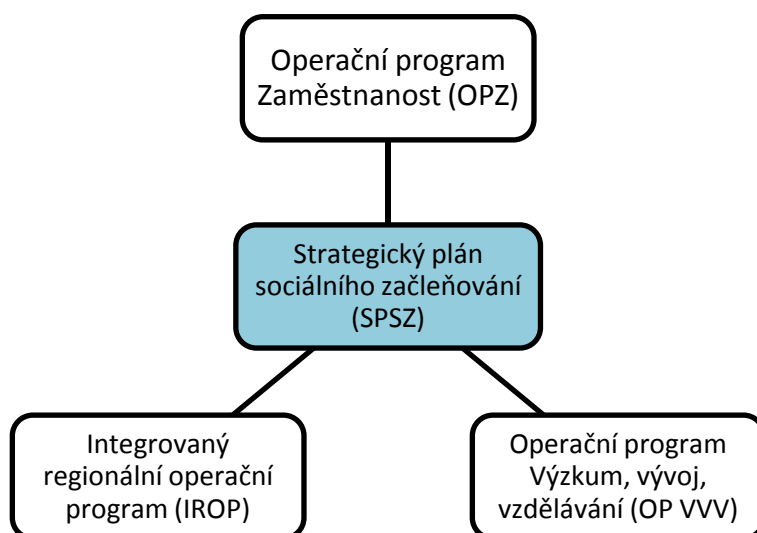 Operační program
Zaměstnanost (OPZ)
Strategický plán
sociálního začleňování
(SPSZ)
Integrovaný
regionální operační
program (IROP)
Operační program
Výzkum, vývoj,
vzdělávání (OP VVV)